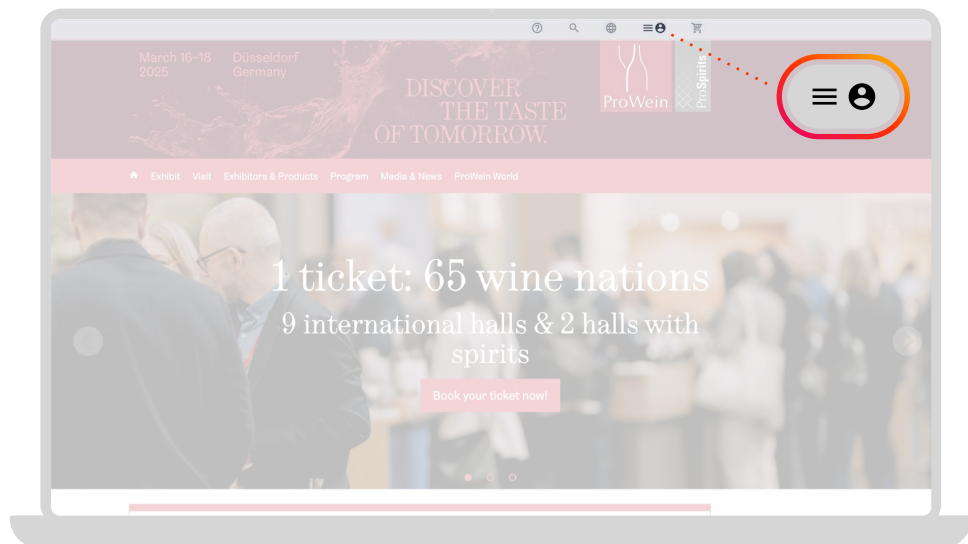 March 16–18
2025
Düsseldorf
Germany
DISCOVER
THE TASTE
OF TOMORROW.
ProWein
ProSpirits
Exhibit Visit Exhibitors & Products Program Media & News ProWein World
1 ticket: 65 wine nations
9 international halls & 2 halls with
spirits
Book your ticket now!